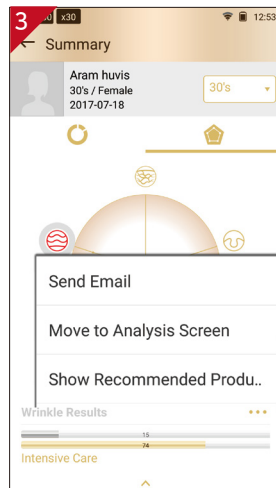 3
x30
12:53
Summary
Aram huvis
30's / Female
2017-07-18
30's
Send Email
Move to Analysis Screen
Show Recommended Produ..
Wrinkle Results
15
74
Intensive Care